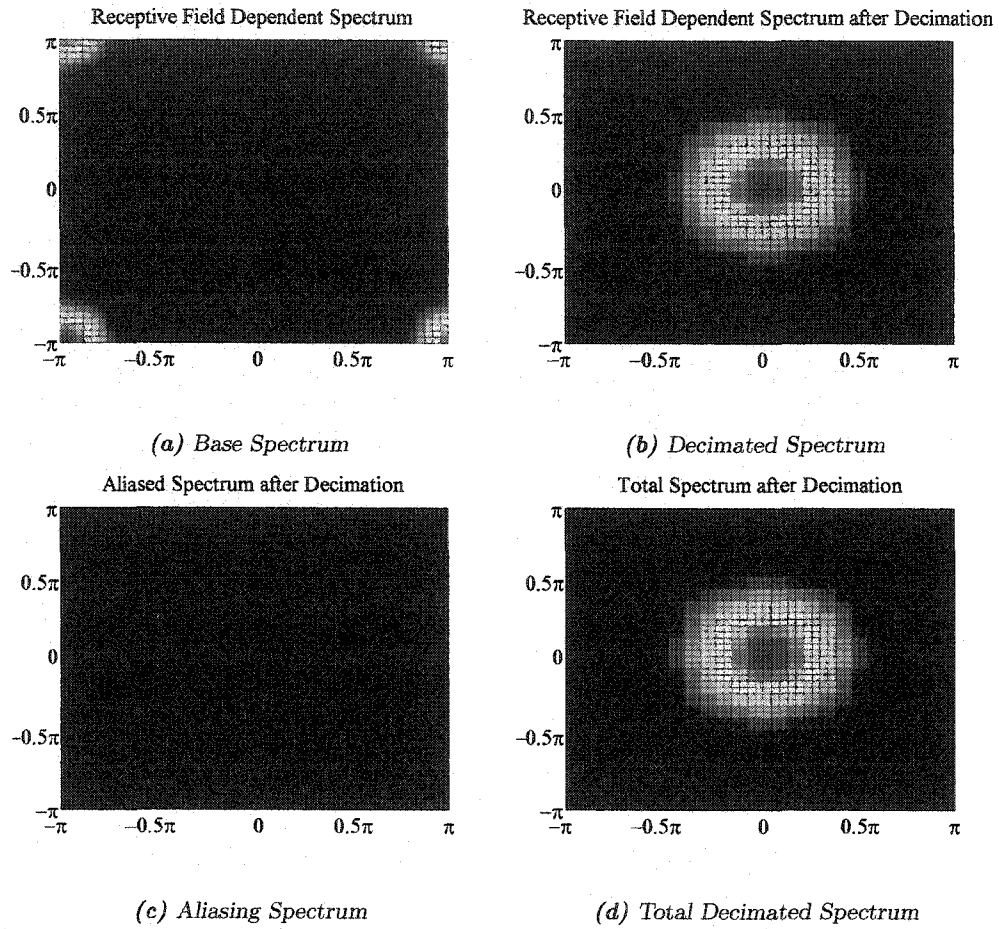 Receptive Field Dependent Spectrum
π
0.5π
0
−0.5π
−π
−π −0.5π 0 0.5π π
(a) Base Spectrum
Receptive Field Dependent Spectrum after Decimation
π
0.5π
0
−0.5π
−π
−π −0.5π 0 0.5π π
(b) Decimated Spectrum
Aliased Spectrum after Decimation
π
0.5π
0
−0.5π
−π
−π −0.5π 0 0.5π π
(c) Aliasing Spectrum
Total Spectrum after Decimation
π
0.5π
0
−0.5π
−π
−π −0.5π 0 0.5π π
(d) Total Decimated Spectrum